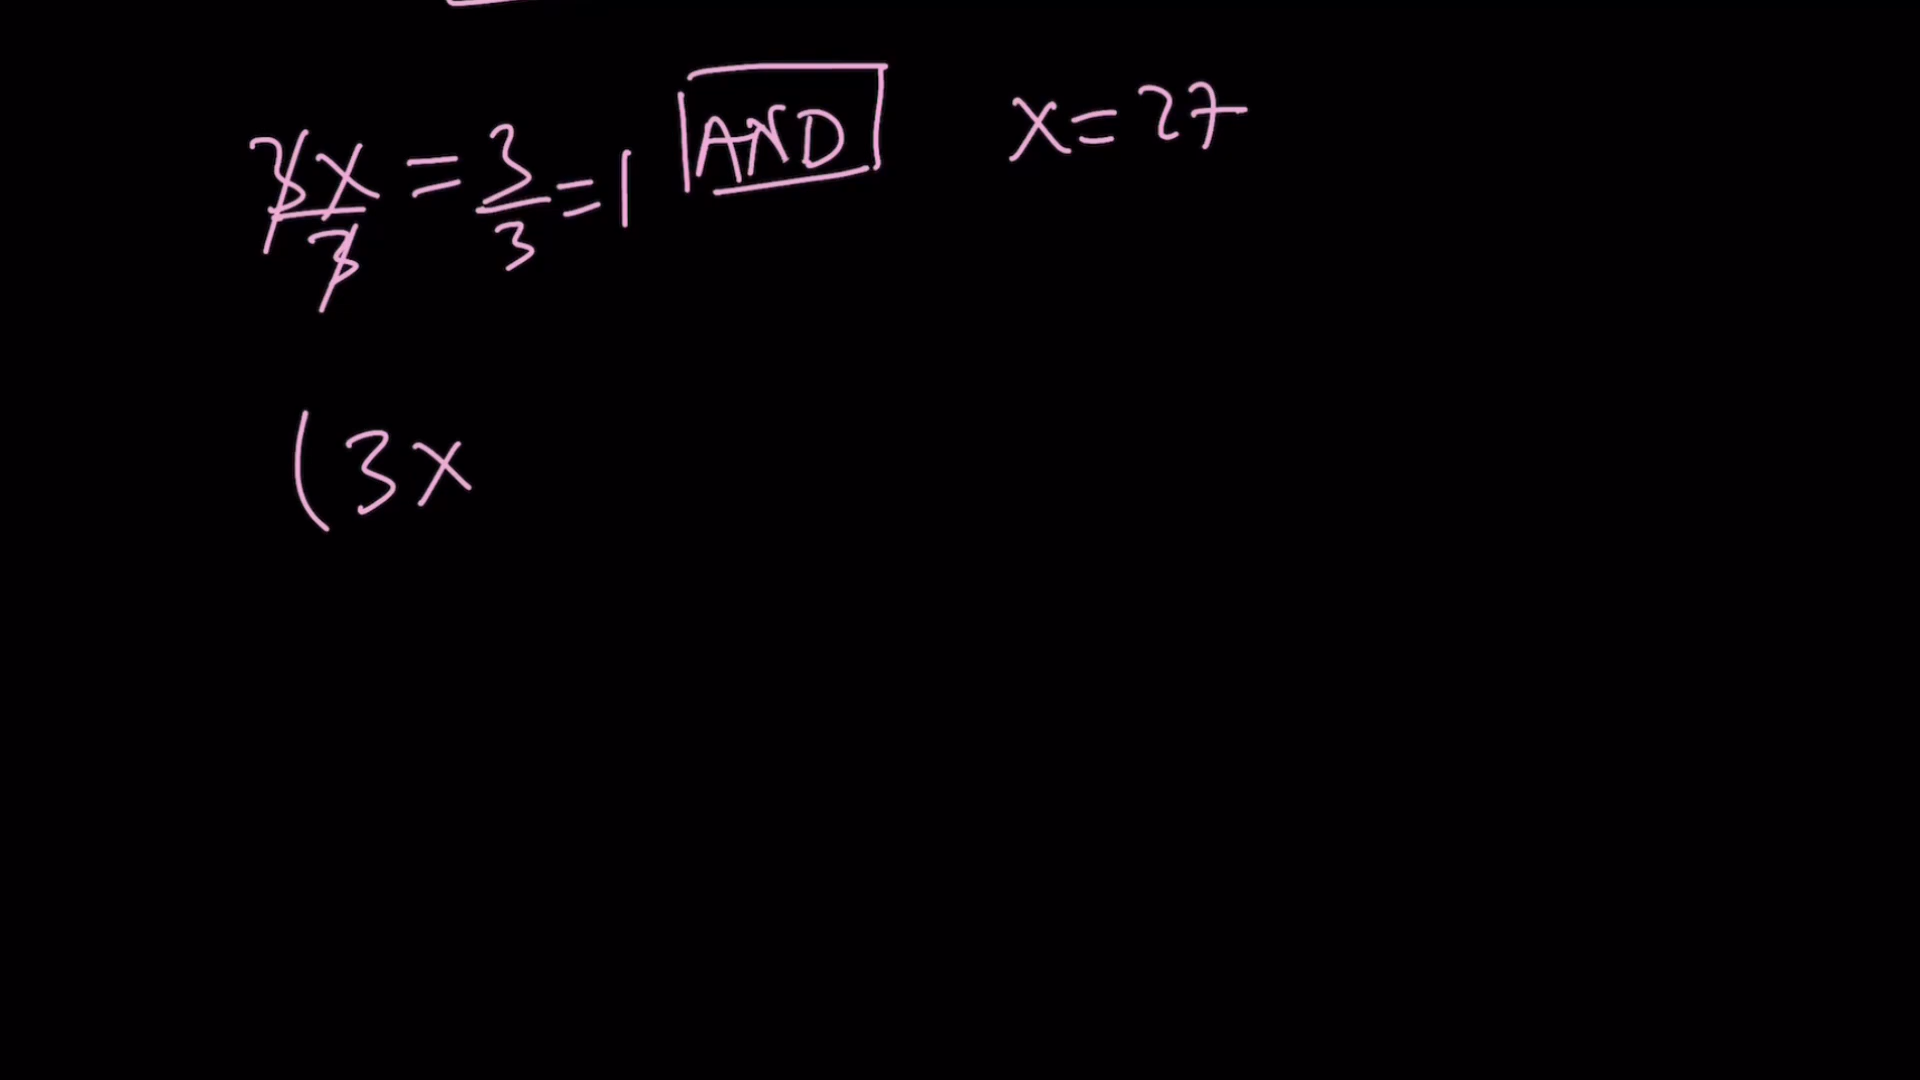 3x/3 = 3/3 = 1 AND x = 27
(3x